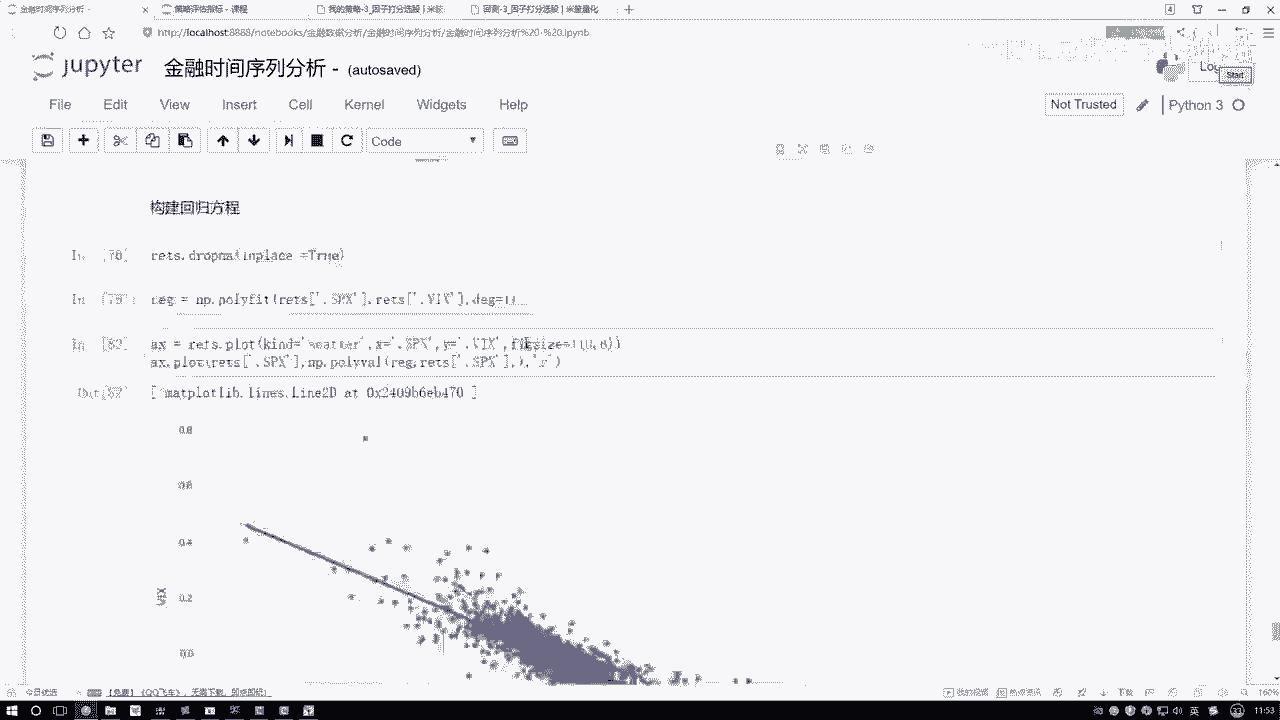 金融时间序列分析 -
策略评估指标 - 课程
我的策略-3_因子打分选股 | 米筐
回测-3_因子打分选股 | 米筐量化
4
http://localhost:8888/notebooks/金融数据分析/金融时间序列分析/金融时间序列分析%20-%20
jupyter 金融时间序列分析 - (autosaved)
Start
File Edit View Insert Cell Kernel Widgets Help
Not Trusted
Python 3
Code
构建回归方程
In [78] rets.dropna(inplace =True)
reg = np.polyfit(rets['.SPX'],rets['.VIX'],deg=1)
ax = rets.plot(kind='scatter',x='.SPX',y='.VIX',figsize=(10,6))
ax.plot(rets['.SPX'],np.polyval(reg,rets['.SPX'],),'r')
[ matplotlib.lines.Line2D at 0x2409b6eb470 ]
0.8
0.6
0.4
VIX
0.2
0.0
下载
160%
英
11:53